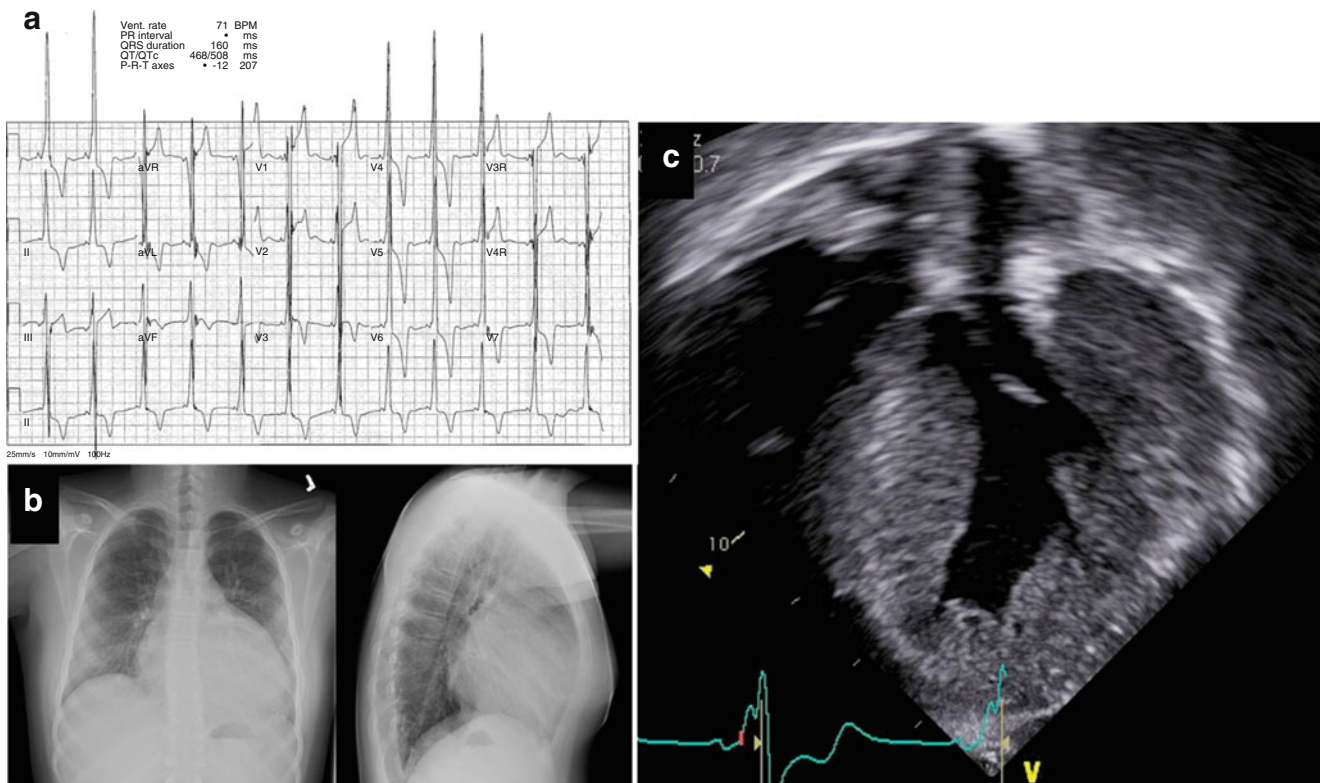 a
Vent. rate 71 BPM
PR interval • ms
QRS duration 160 ms
QT/QTc 468/508 ms
P-R-T axes • -12 207
aVR V1 V4 V3R
II aVL V2 V5 V4R
III aVF V3 V6 V7
II
25mm/s 10mm/mV 100Hz
b
c
z
0.7
10
V